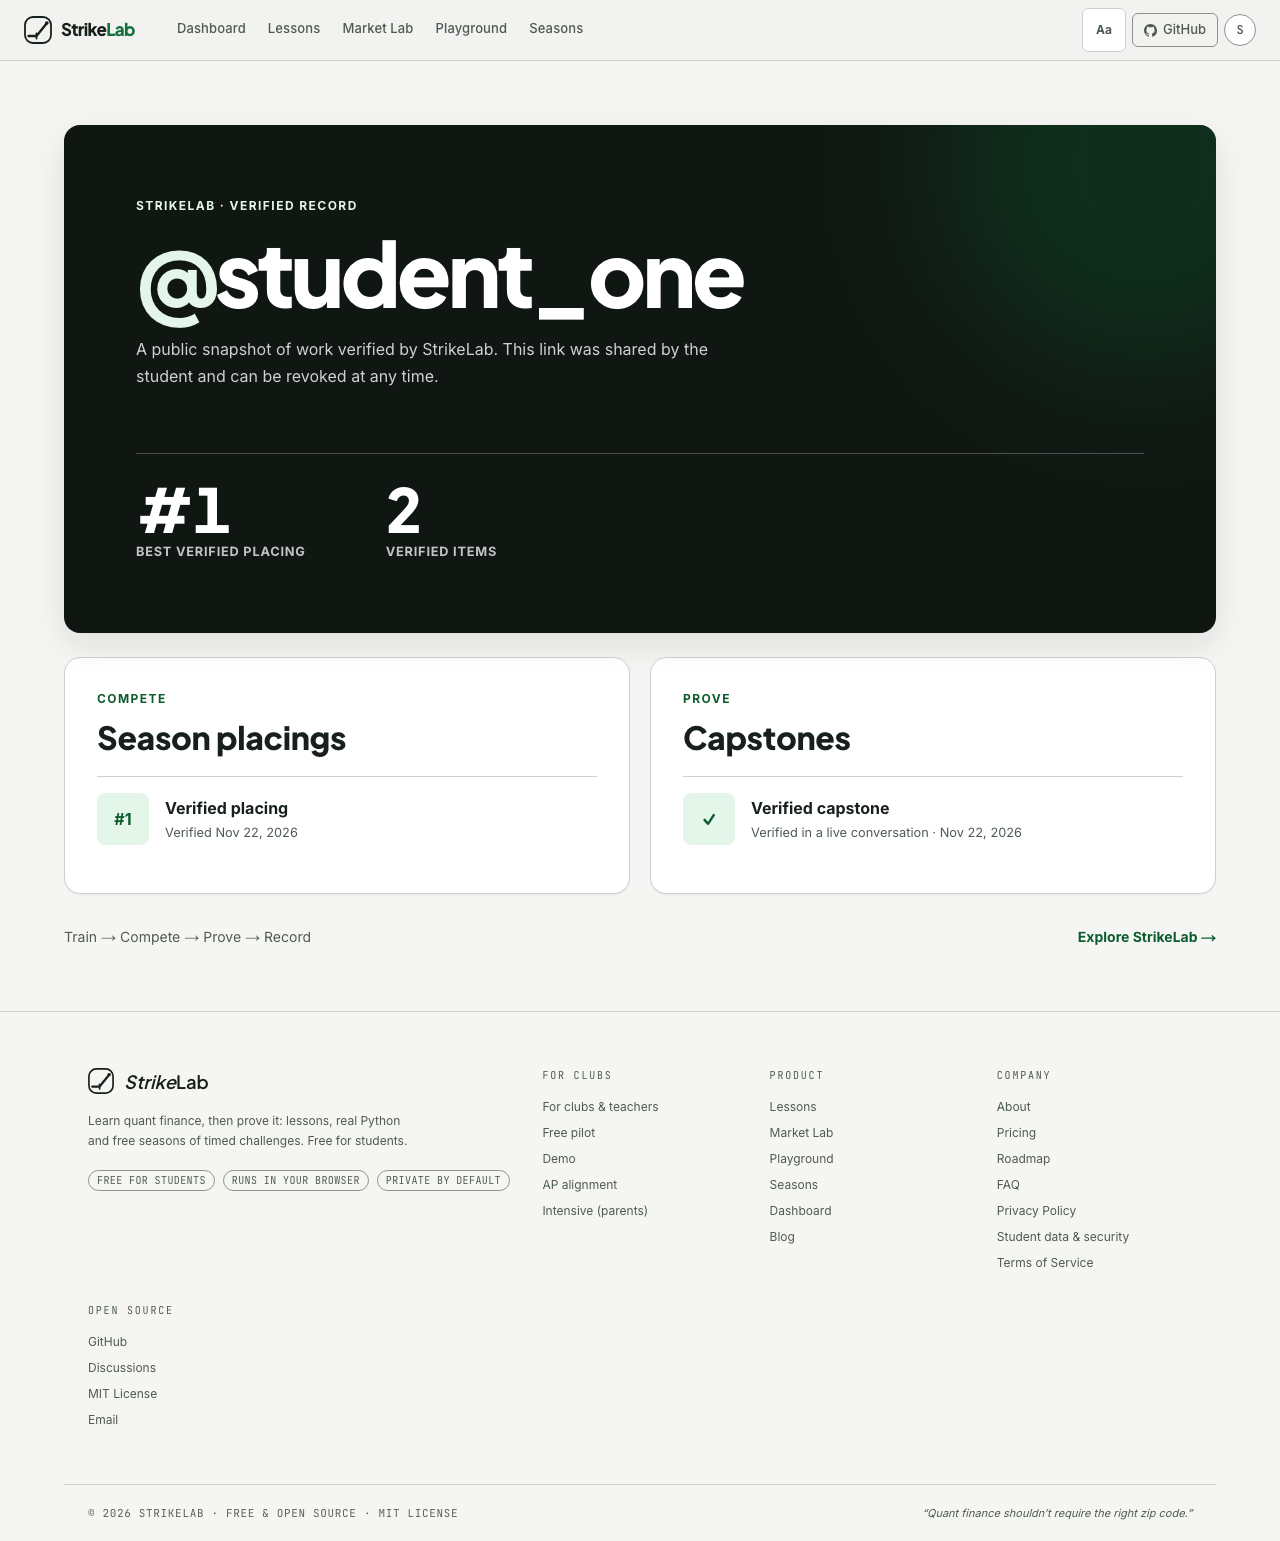 StrikeLab
Dashboard
Lessons
Market Lab
Playground
Seasons
Aa
GitHub
S
STRIKELAB · VERIFIED RECORD
@student_one
A public snapshot of work verified by StrikeLab. This link was shared by the
student and can be revoked at any time.
#1
BEST VERIFIED PLACING
2
VERIFIED ITEMS
COMPETE
Season placings
#1
Verified placing
Verified Nov 22, 2026
PROVE
Capstones
✓
Verified capstone
Verified in a live conversation · Nov 22, 2026
Train → Compete → Prove → Record
Explore StrikeLab →
StrikeLab
Learn quant finance, then prove it: lessons, real Python
and free seasons of timed challenges. Free for students.
FREE FOR STUDENTS
RUNS IN YOUR BROWSER
PRIVATE BY DEFAULT
FOR CLUBS
For clubs & teachers
Free pilot
Demo
AP alignment
Intensive (parents)
PRODUCT
Lessons
Market Lab
Playground
Seasons
Dashboard
Blog
COMPANY
About
Pricing
Roadmap
FAQ
Privacy Policy
Student data & security
Terms of Service
OPEN SOURCE
GitHub
Discussions
MIT License
Email
© 2026 STRIKELAB · FREE & OPEN SOURCE · MIT LICENSE
“Quant finance shouldn’t require the right zip code.”